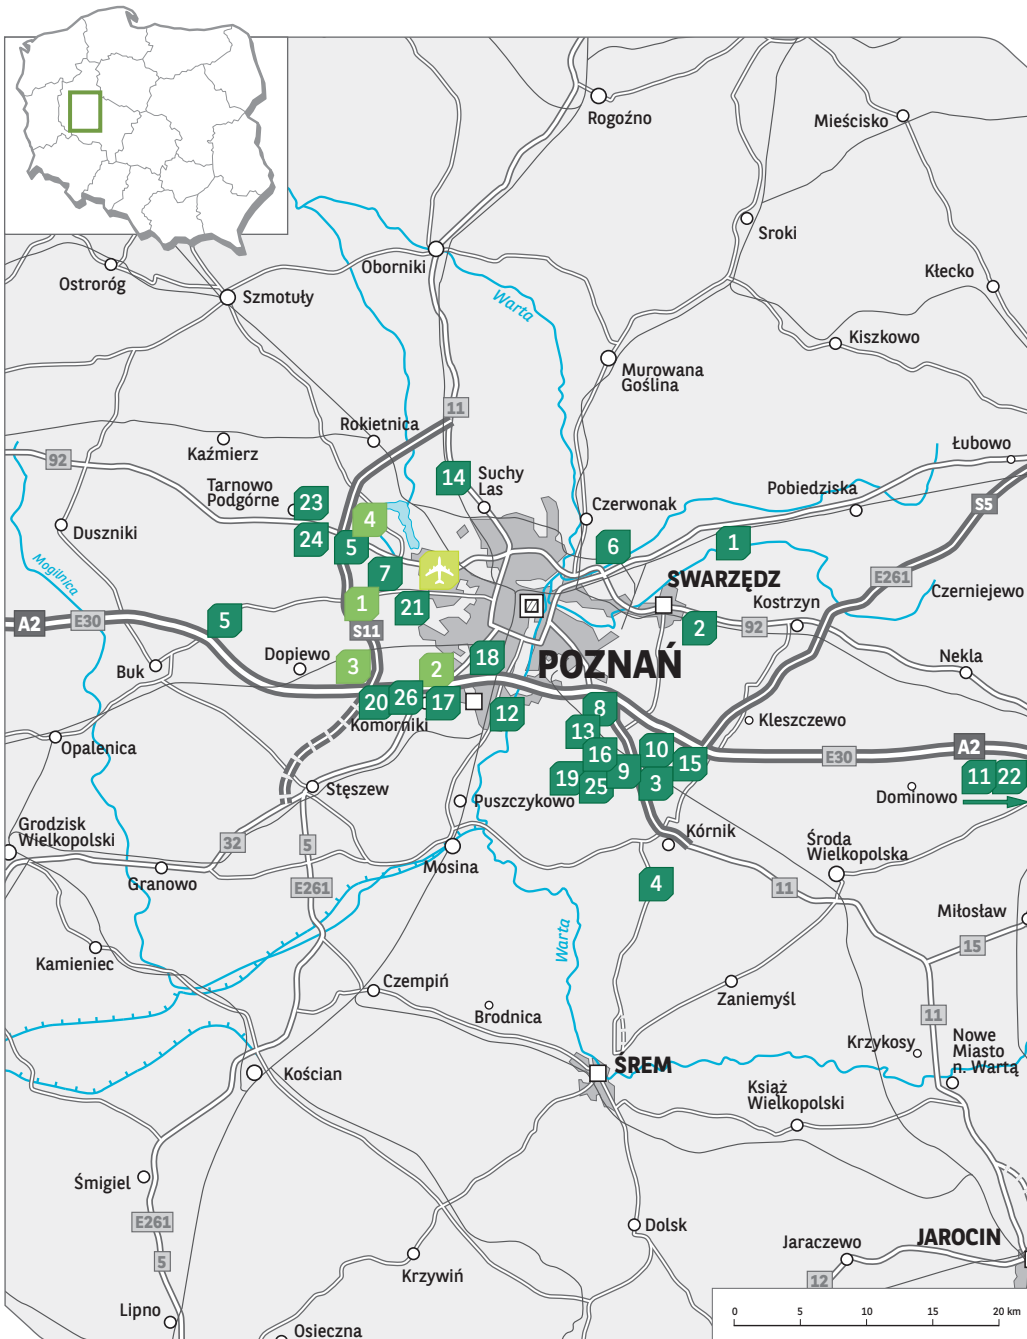 Rogoźno
Mieścisko
Sroki
Oborniki
Ostroróg
Szmotuły
Warta
Kłecko
Kiszkowo
Murowana
Goślina
11
Rokietnica
Kaźmierz
92
Łubowo
Tarnowo
Podgórne
23
14
Suchy
Las
Pobiedziska
S5
4
Czerwonak
Duszniki
24
5
6
1
Mogilnica
7
SWARZĘDZ
E261
Czerniejewo
1
21
Kostrzyn
A2
E30
5
S11
2
92
Buk
Dopiewo
3
2
18
POZNAŃ
Nekla
20
26
17
Komorniki
12
8
Kleszczewo
13
Opalenica
16
10
15
E30
A2
19
25
9
3
11
22
Stęszew
Puszczykowo
Dominowo
Grodzisk
Wielkopolski
32
5
Mosina
Kórnik
Środa
Wielkopolska
Granowo
E261
4
11
Miłosław
15
Kamieniec
Warta
Czempiń
Zaniemyśl
Brodnica
11
Krzykosy
Nowe
Miasto
n. Wartą
Kościan
ŚREM
Książ
Wielkopolski
Śmigiel
E261
5
Dolsk
Jaraczewo
JAROCIN
Krzywiń
12
Lipno
Osieczna
0 5 10 15 20 km